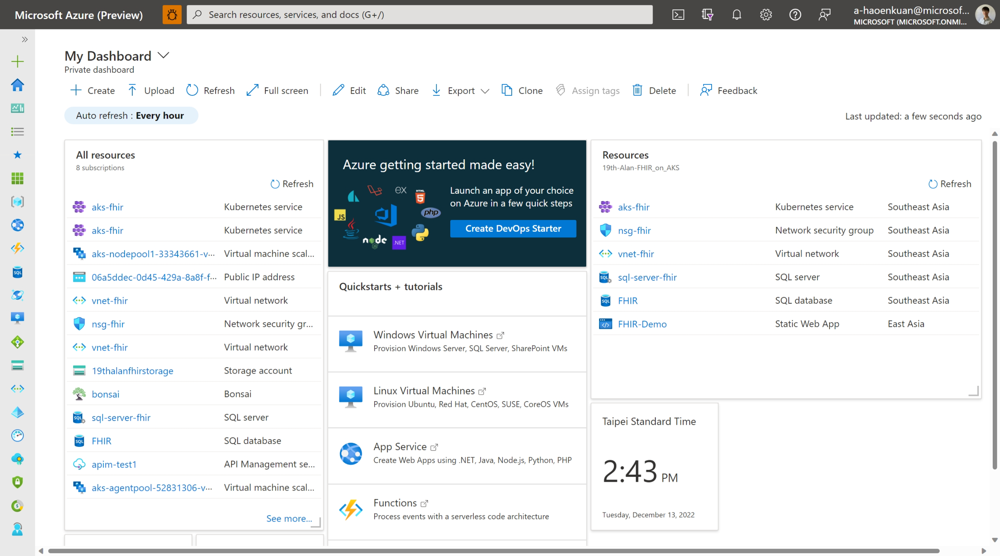 Microsoft Azure (Preview)
Search resources, services, and docs (G+/)
a-haoenkuan@microsof...
MICROSOFT (MICROSOFT.ONMI...
My Dashboard
Private dashboard
Create
Upload
Refresh
Full screen
Edit
Share
Export
Clone
Assign tags
Delete
Feedback
Auto refresh : Every hour
Last updated: a few seconds ago
All resources
8 subscriptions
Refresh
aks-fhir Kubernetes service
aks-fhir Kubernetes service
aks-nodepool1-33343661-v... Virtual machine scal...
06a5ddec-0d45-429a-8a8f-f... Public IP address
vnet-fhir Virtual network
nsg-fhir Network security gr...
vnet-fhir Virtual network
19thalanfhirstorage Storage account
bonsai Bonsai
sql-server-fhir SQL server
FHIR SQL database
apim-test1 API Management se...
aks-agentpool-52831306-v... Virtual machine scal...
See more...
Azure getting started made easy!
Launch an app of your choice
on Azure in a few quick steps
Create DevOps Starter
ex
HTML
5
JS
php
node
JS
.NET
Quickstarts + tutorials
Windows Virtual Machines
Provision Windows Server, SQL Server, SharePoint VMs
Linux Virtual Machines
Provision Ubuntu, Red Hat, CentOS, SUSE, CoreOS VMs
App Service
Create Web Apps using .NET, Java, Node.js, Python, PHP
Functions
Process events with a serverless code architecture
Resources
19th-Alan-FHIR_on_AKS
Refresh
aks-fhir Kubernetes service Southeast Asia
nsg-fhir Network security group Southeast Asia
vnet-fhir Virtual network Southeast Asia
sql-server-fhir SQL server Southeast Asia
FHIR SQL database Southeast Asia
FHIR-Demo Static Web App East Asia
Taipei Standard Time
2:43 PM
Tuesday, December 13, 2022